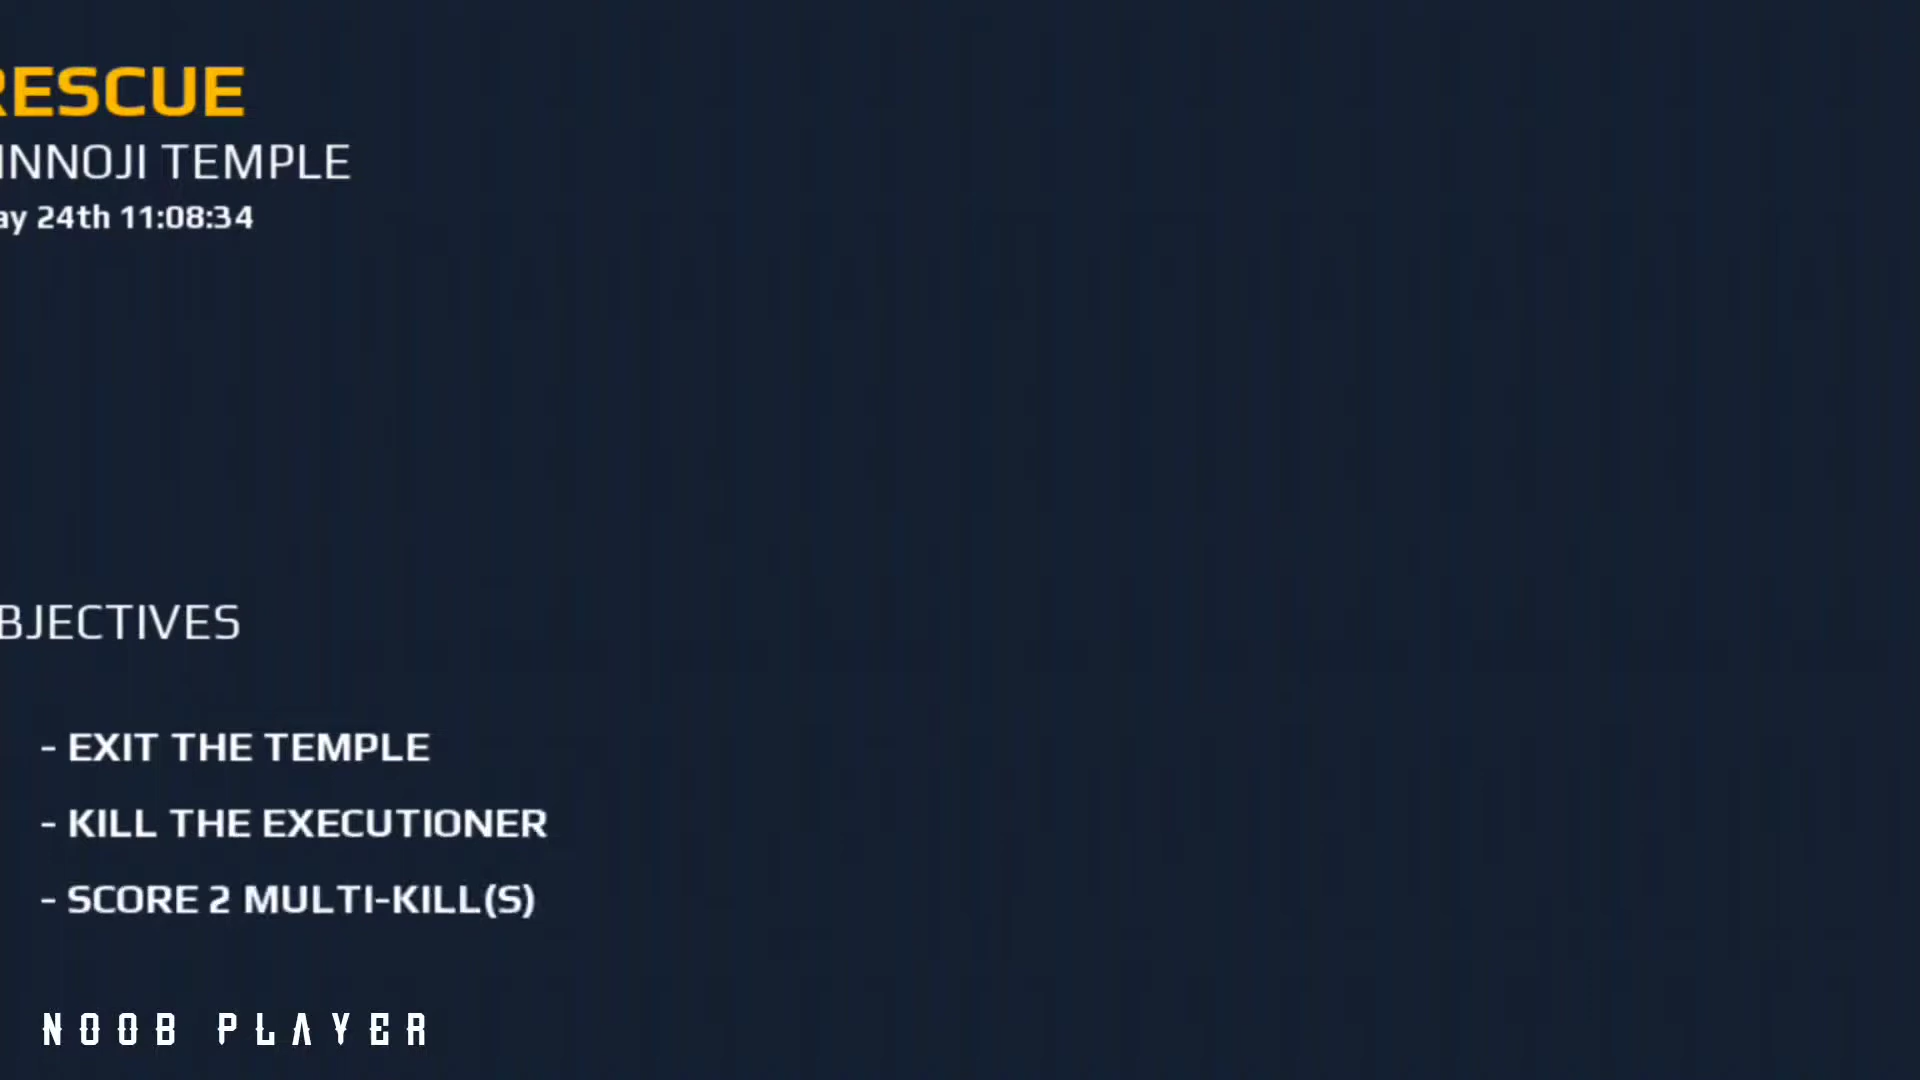 RESCUE
INNOJI TEMPLE
ay 24th 11:08:34
BJECTIVES
- EXIT THE TEMPLE
- KILL THE EXECUTIONER
- SCORE 2 MULTI-KILL(S)
NOOB PLAYER